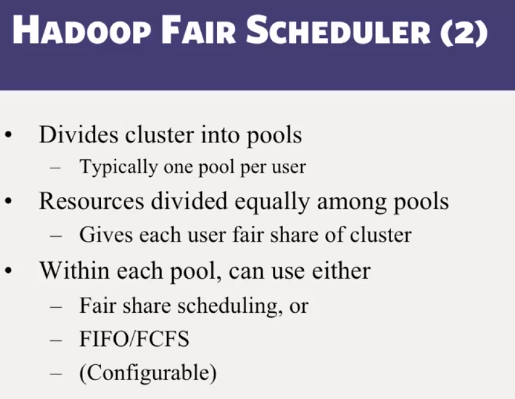 HADOOP FAIR SCHEDULER (2)
• Divides cluster into pools
– Typically one pool per user
• Resources divided equally among pools
– Gives each user fair share of cluster
• Within each pool, can use either
– Fair share scheduling, or
– FIFO/FCFS
– (Configurable)